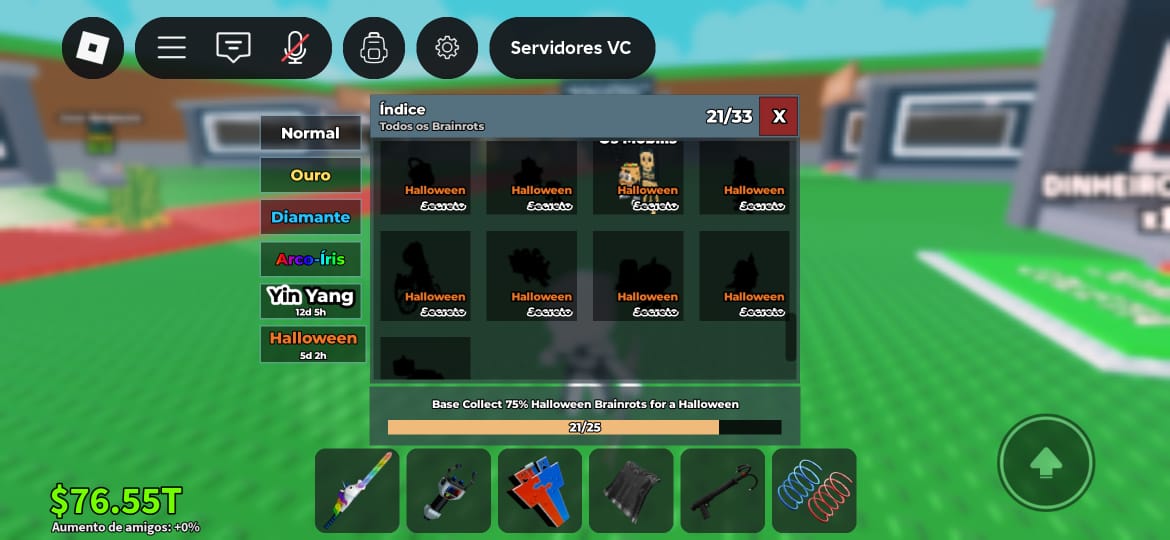 Servidores VC
Índice
Todos os Brainrots
21/33
X
Normal
Ouro
Diamante
Arco-Íris
Yin Yang
12d 5h
Halloween
5d 2h
Halloween
Secreto
Halloween
Secreto
Halloween
Secreto
Halloween
Secreto
Halloween
Secreto
Halloween
Secreto
Halloween
Secreto
Halloween
Secreto
Base Collect 75% Halloween Brainrots for a Halloween
21/25
DINHEIRO
$76.55T
Aumento de amigos: +0%